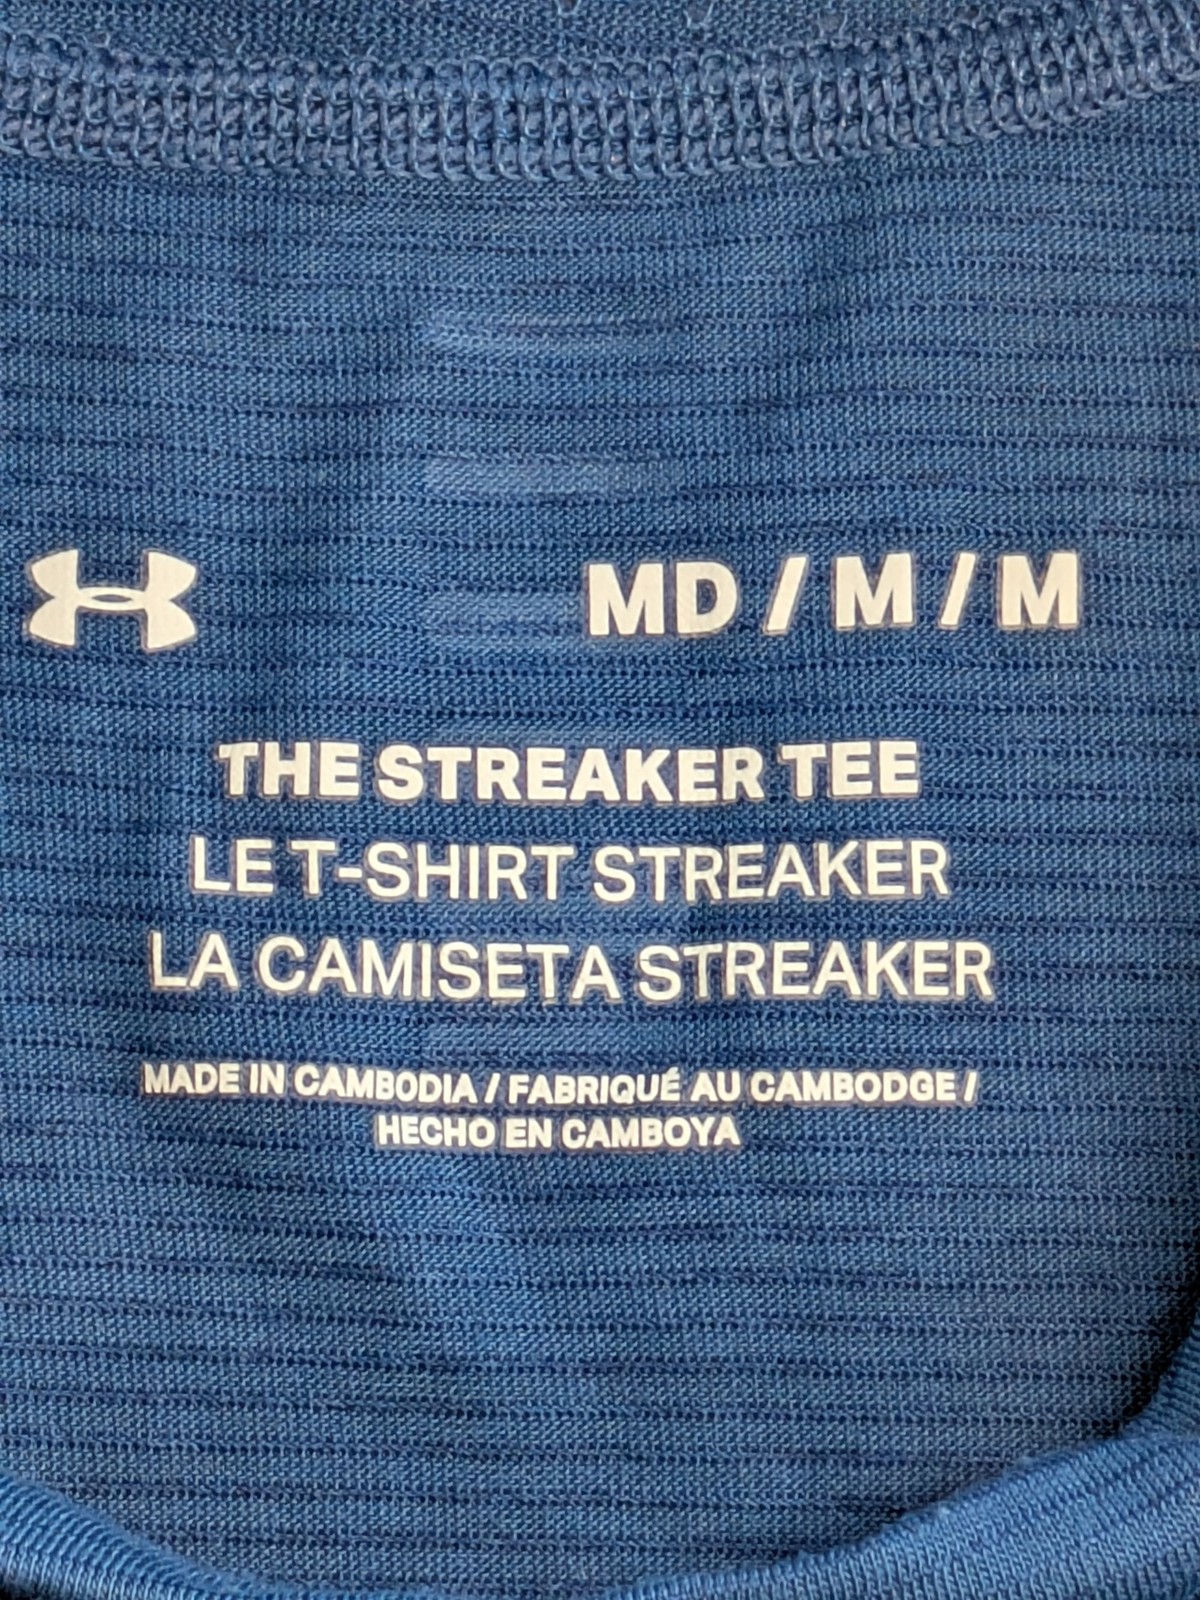 MD / M / M
THE STREAKER TEE
LE T-SHIRT STREAKER
LA CAMISETA STREAKER
MADE IN CAMBODIA / FABRIQUÉ AU CAMBODGE /
HECHO EN CAMBOYA